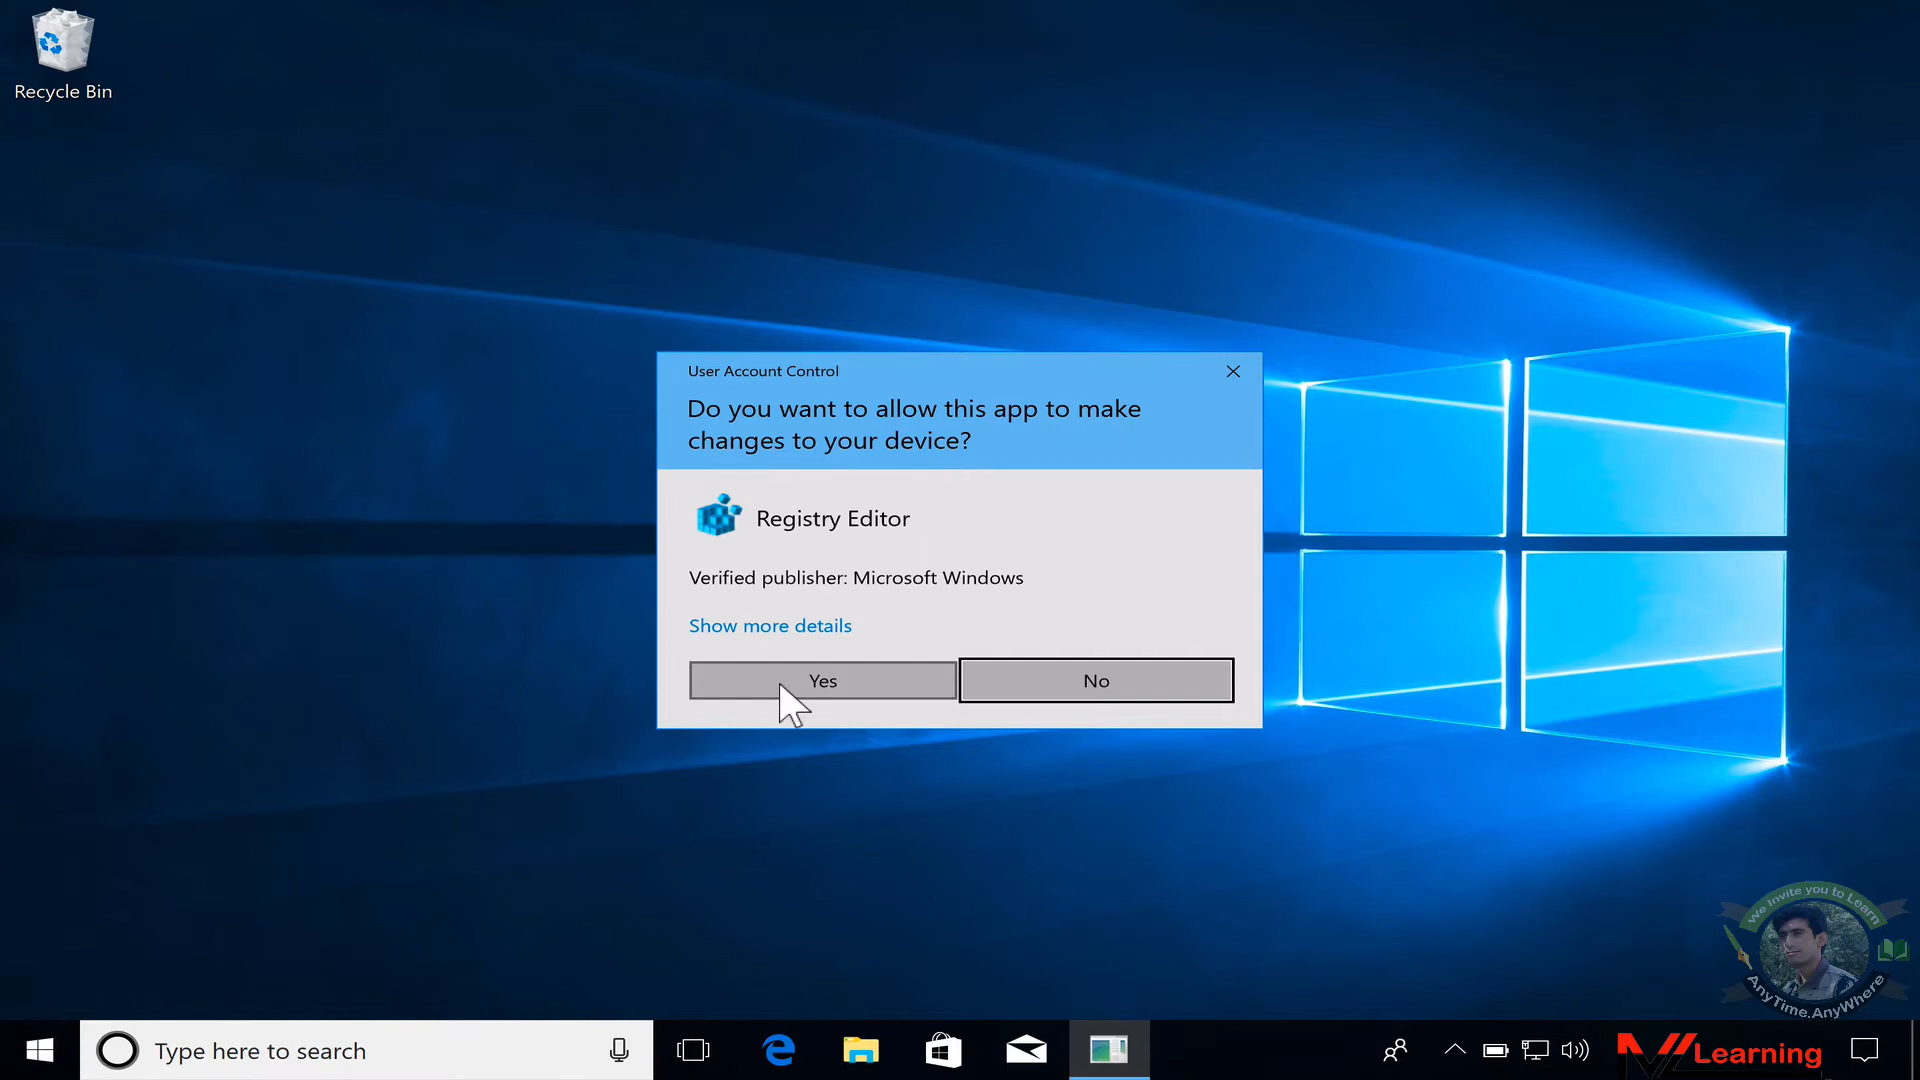 Recycle Bin
User Account Control
Do you want to allow this app to make
changes to your device?
Registry Editor
Verified publisher: Microsoft Windows
Show more details
Yes
No
We Invite you to Learn
AnyTime.AnyWhere
Type here to search
Learning